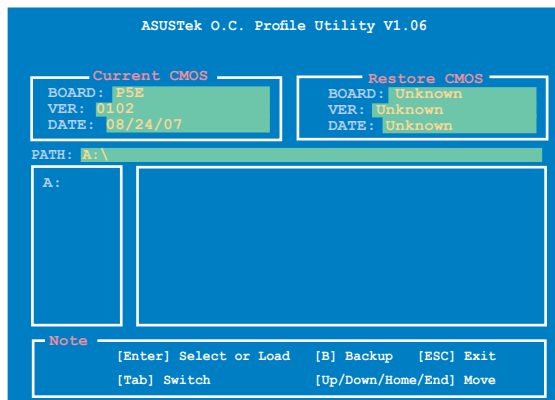 ASUSTek O.C. Profile Utility V1.06
Current CMOS
BOARD: P5E
VER: 0102
DATE: 08/24/07
Restore CMOS
BOARD: Unknown
VER: Unknown
DATE: Unknown
PATH: A:\
A:
Note
[Enter] Select or Load [B] Backup [ESC] Exit
[Tab] Switch [Up/Down/Home/End] Move